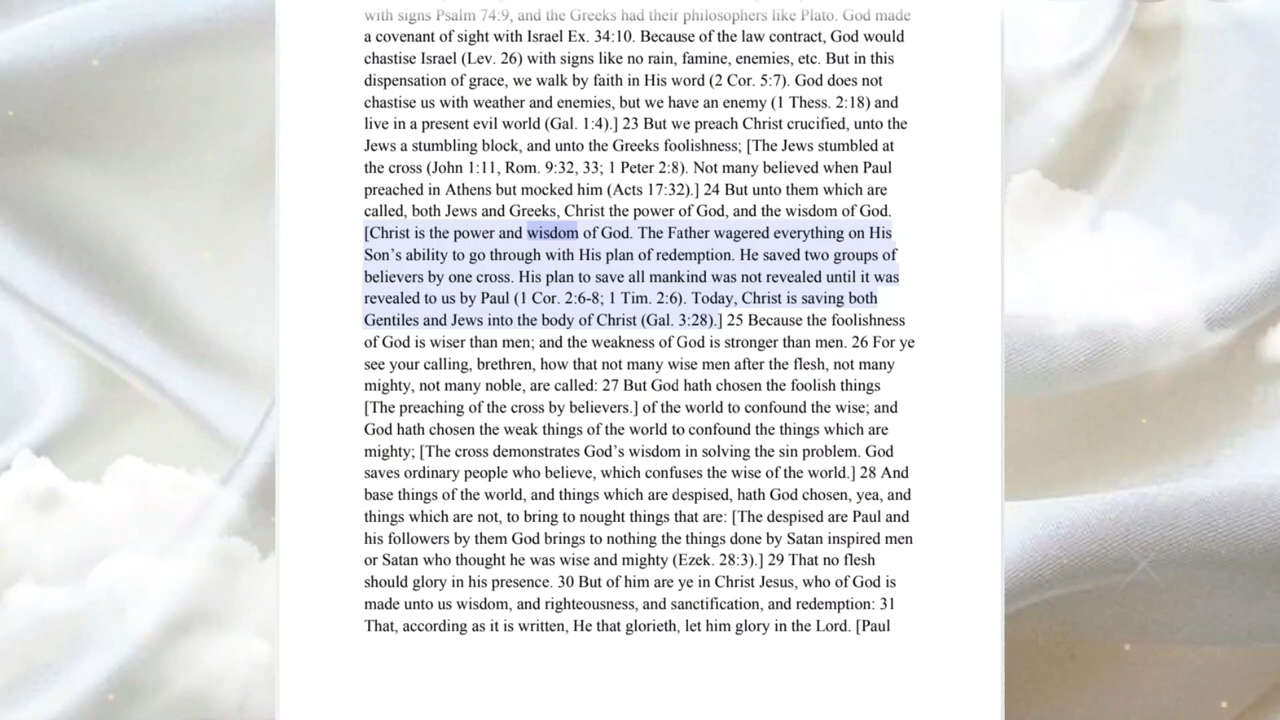 with signs Psalm 74:9, and the Greeks had their philosophers like Plato. God made
a covenant of sight with Israel Ex. 34:10. Because of the law contract, God would
chastise Israel (Lev. 26) with signs like no rain, famine, enemies, etc. But in this
dispensation of grace, we walk by faith in His word (2 Cor. 5:7). God does not
chastise us with weather and enemies, but we have an enemy (1 Thess. 2:18) and
live in a present evil world (Gal. 1:4).] 23 But we preach Christ crucified, unto the
Jews a stumbling block, and unto the Greeks foolishness; [The Jews stumbled at
the cross (John 1:11, Rom. 9:32, 33; 1 Peter 2:8). Not many believed when Paul
preached in Athens but mocked him (Acts 17:32).] 24 But unto them which are
called, both Jews and Greeks, Christ the power of God, and the wisdom of God.
[Christ is the power and wisdom of God. The Father wagered everything on His
Son’s ability to go through with His plan of redemption. He saved two groups of
believers by one cross. His plan to save all mankind was not revealed until it was
revealed to us by Paul (1 Cor. 2:6-8; 1 Tim. 2:6). Today, Christ is saving both
Gentiles and Jews into the body of Christ (Gal. 3:28).] 25 Because the foolishness
of God is wiser than men; and the weakness of God is stronger than men. 26 For ye
see your calling, brethren, how that not many wise men after the flesh, not many
mighty, not many noble, are called: 27 But God hath chosen the foolish things
[The preaching of the cross by believers.] of the world to confound the wise; and
God hath chosen the weak things of the world to confound the things which are
mighty; [The cross demonstrates God’s wisdom in solving the sin problem. God
saves ordinary people who believe, which confuses the wise of the world.] 28 And
base things of the world, and things which are despised, hath God chosen, yea, and
things which are not, to bring to nought things that are: [The despised are Paul and
his followers by them God brings to nothing the things done by Satan inspired men
or Satan who thought he was wise and mighty (Ezek. 28:3).] 29 That no flesh
should glory in his presence. 30 But of him are ye in Christ Jesus, who of God is
made unto us wisdom, and righteousness, and sanctification, and redemption: 31
That, according as it is written, He that glorieth, let him glory in the Lord. [Paul